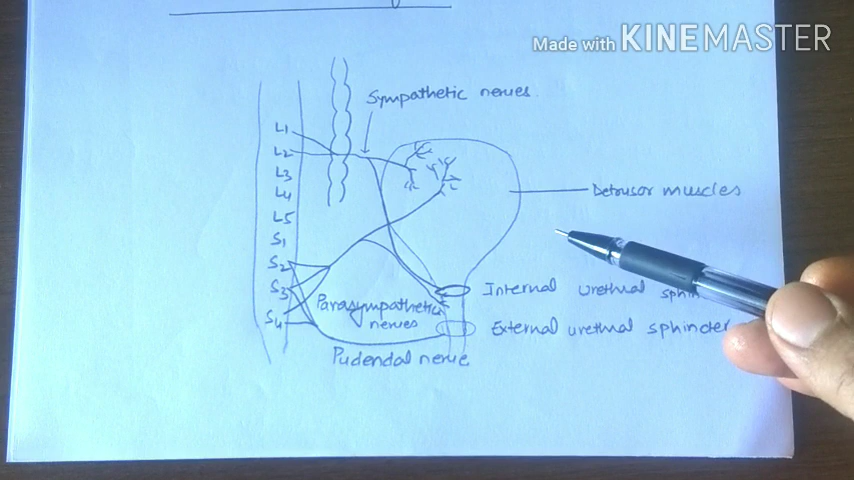 Made with KINEMASTER
Sympathetic nerves
L1
L2
L3
L4
L5
S1
S2
S3
S4
Detrusor muscles
Internal urethral sphin
External urethral sphincter
Parasympathetic
nerves
Pudendal nerve